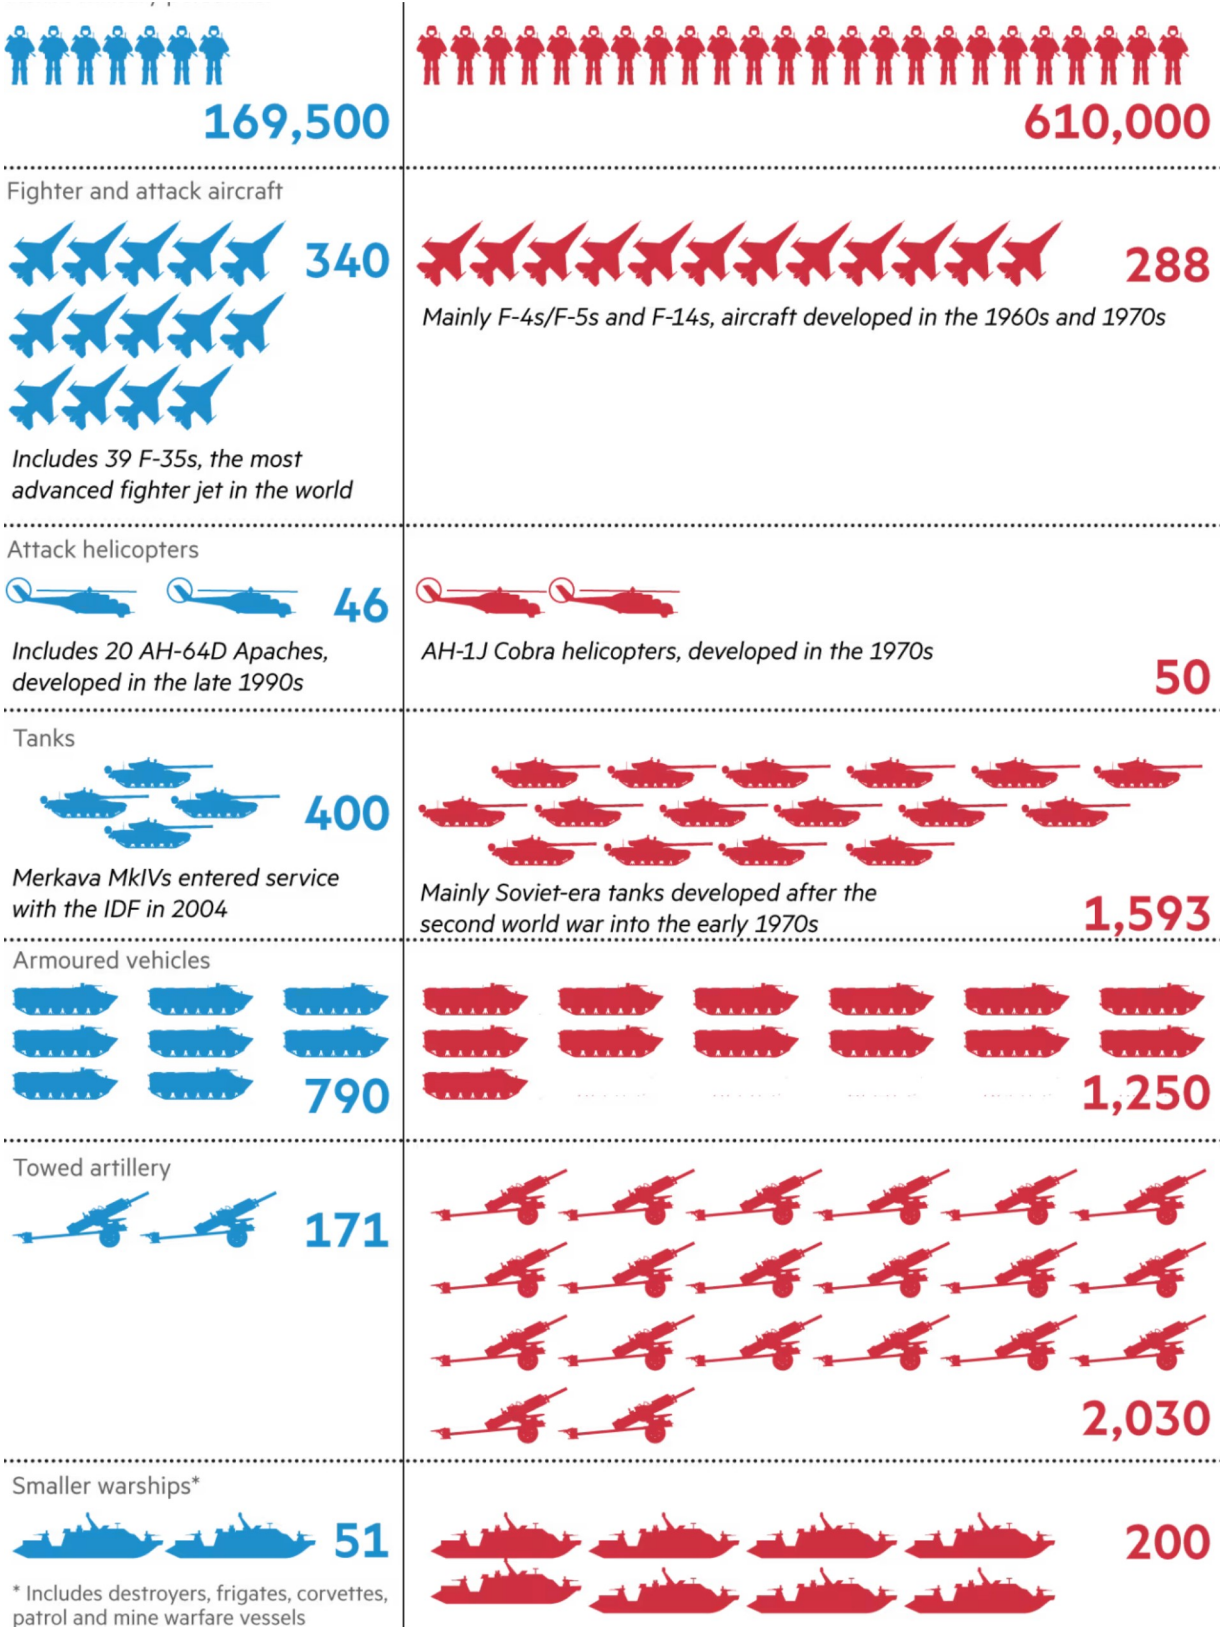 169,500
610,000
Fighter and attack aircraft
340
288
Mainly F-4s/F-5s and F-14s, aircraft developed in the 1960s and 1970s
Includes 39 F-35s, the most
advanced fighter jet in the world
Attack helicopters
46
Includes 20 AH-64D Apaches,
developed in the late 1990s
AH-1J Cobra helicopters, developed in the 1970s
50
Tanks
400
Merkava MkIVs entered service
with the IDF in 2004
Mainly Soviet-era tanks developed after the
second world war into the early 1970s
1,593
Armoured vehicles
790
1,250
Towed artillery
171
2,030
Smaller warships*
51
200
* Includes destroyers, frigates, corvettes,
patrol and mine warfare vessels